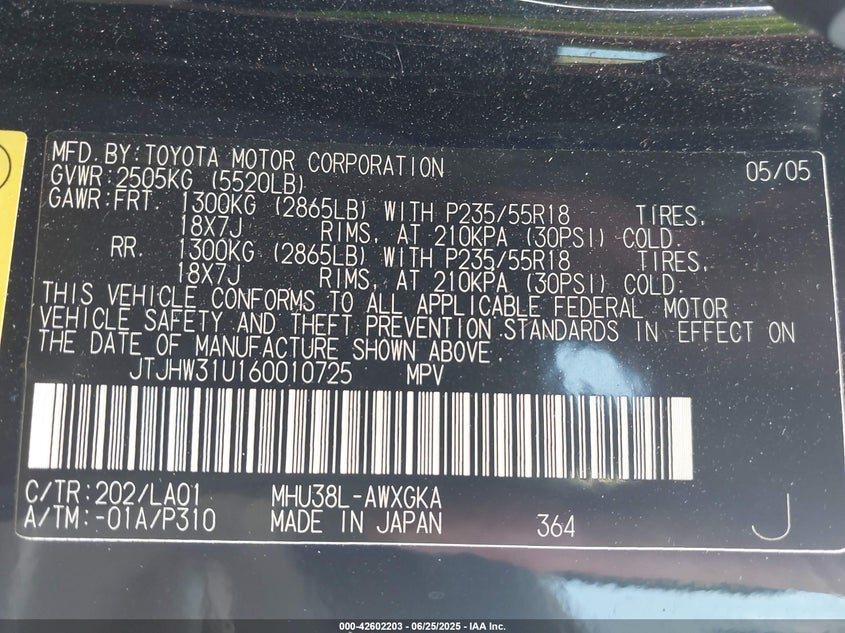 MFD. BY: TOYOTA MOTOR CORPORATION 05/05
GVWR: 2505KG (5520LB)
GAWR: FRT. 1300KG (2865LB) WITH P235/55R18 TIRES,
18X7J RIMS, AT 210KPA (30PSI) COLD.
RR. 1300KG (2865LB) WITH P235/55R18 TIRES,
18X7J RIMS, AT 210KPA (30PSI) COLD.
THIS VEHICLE CONFORMS TO ALL APPLICABLE FEDERAL MOTOR
VEHICLE SAFETY AND THEFT PREVENTION STANDARDS IN EFFECT ON
THE DATE OF MANUFACTURE SHOWN ABOVE.
JTJHW31U160010725 MPV
C/TR: 202/LA01 MHU38L-AWXGKA
A/TM: -01A/P310 MADE IN JAPAN 364 J
000-42602203 - 06/25/2025 - IAA Inc.